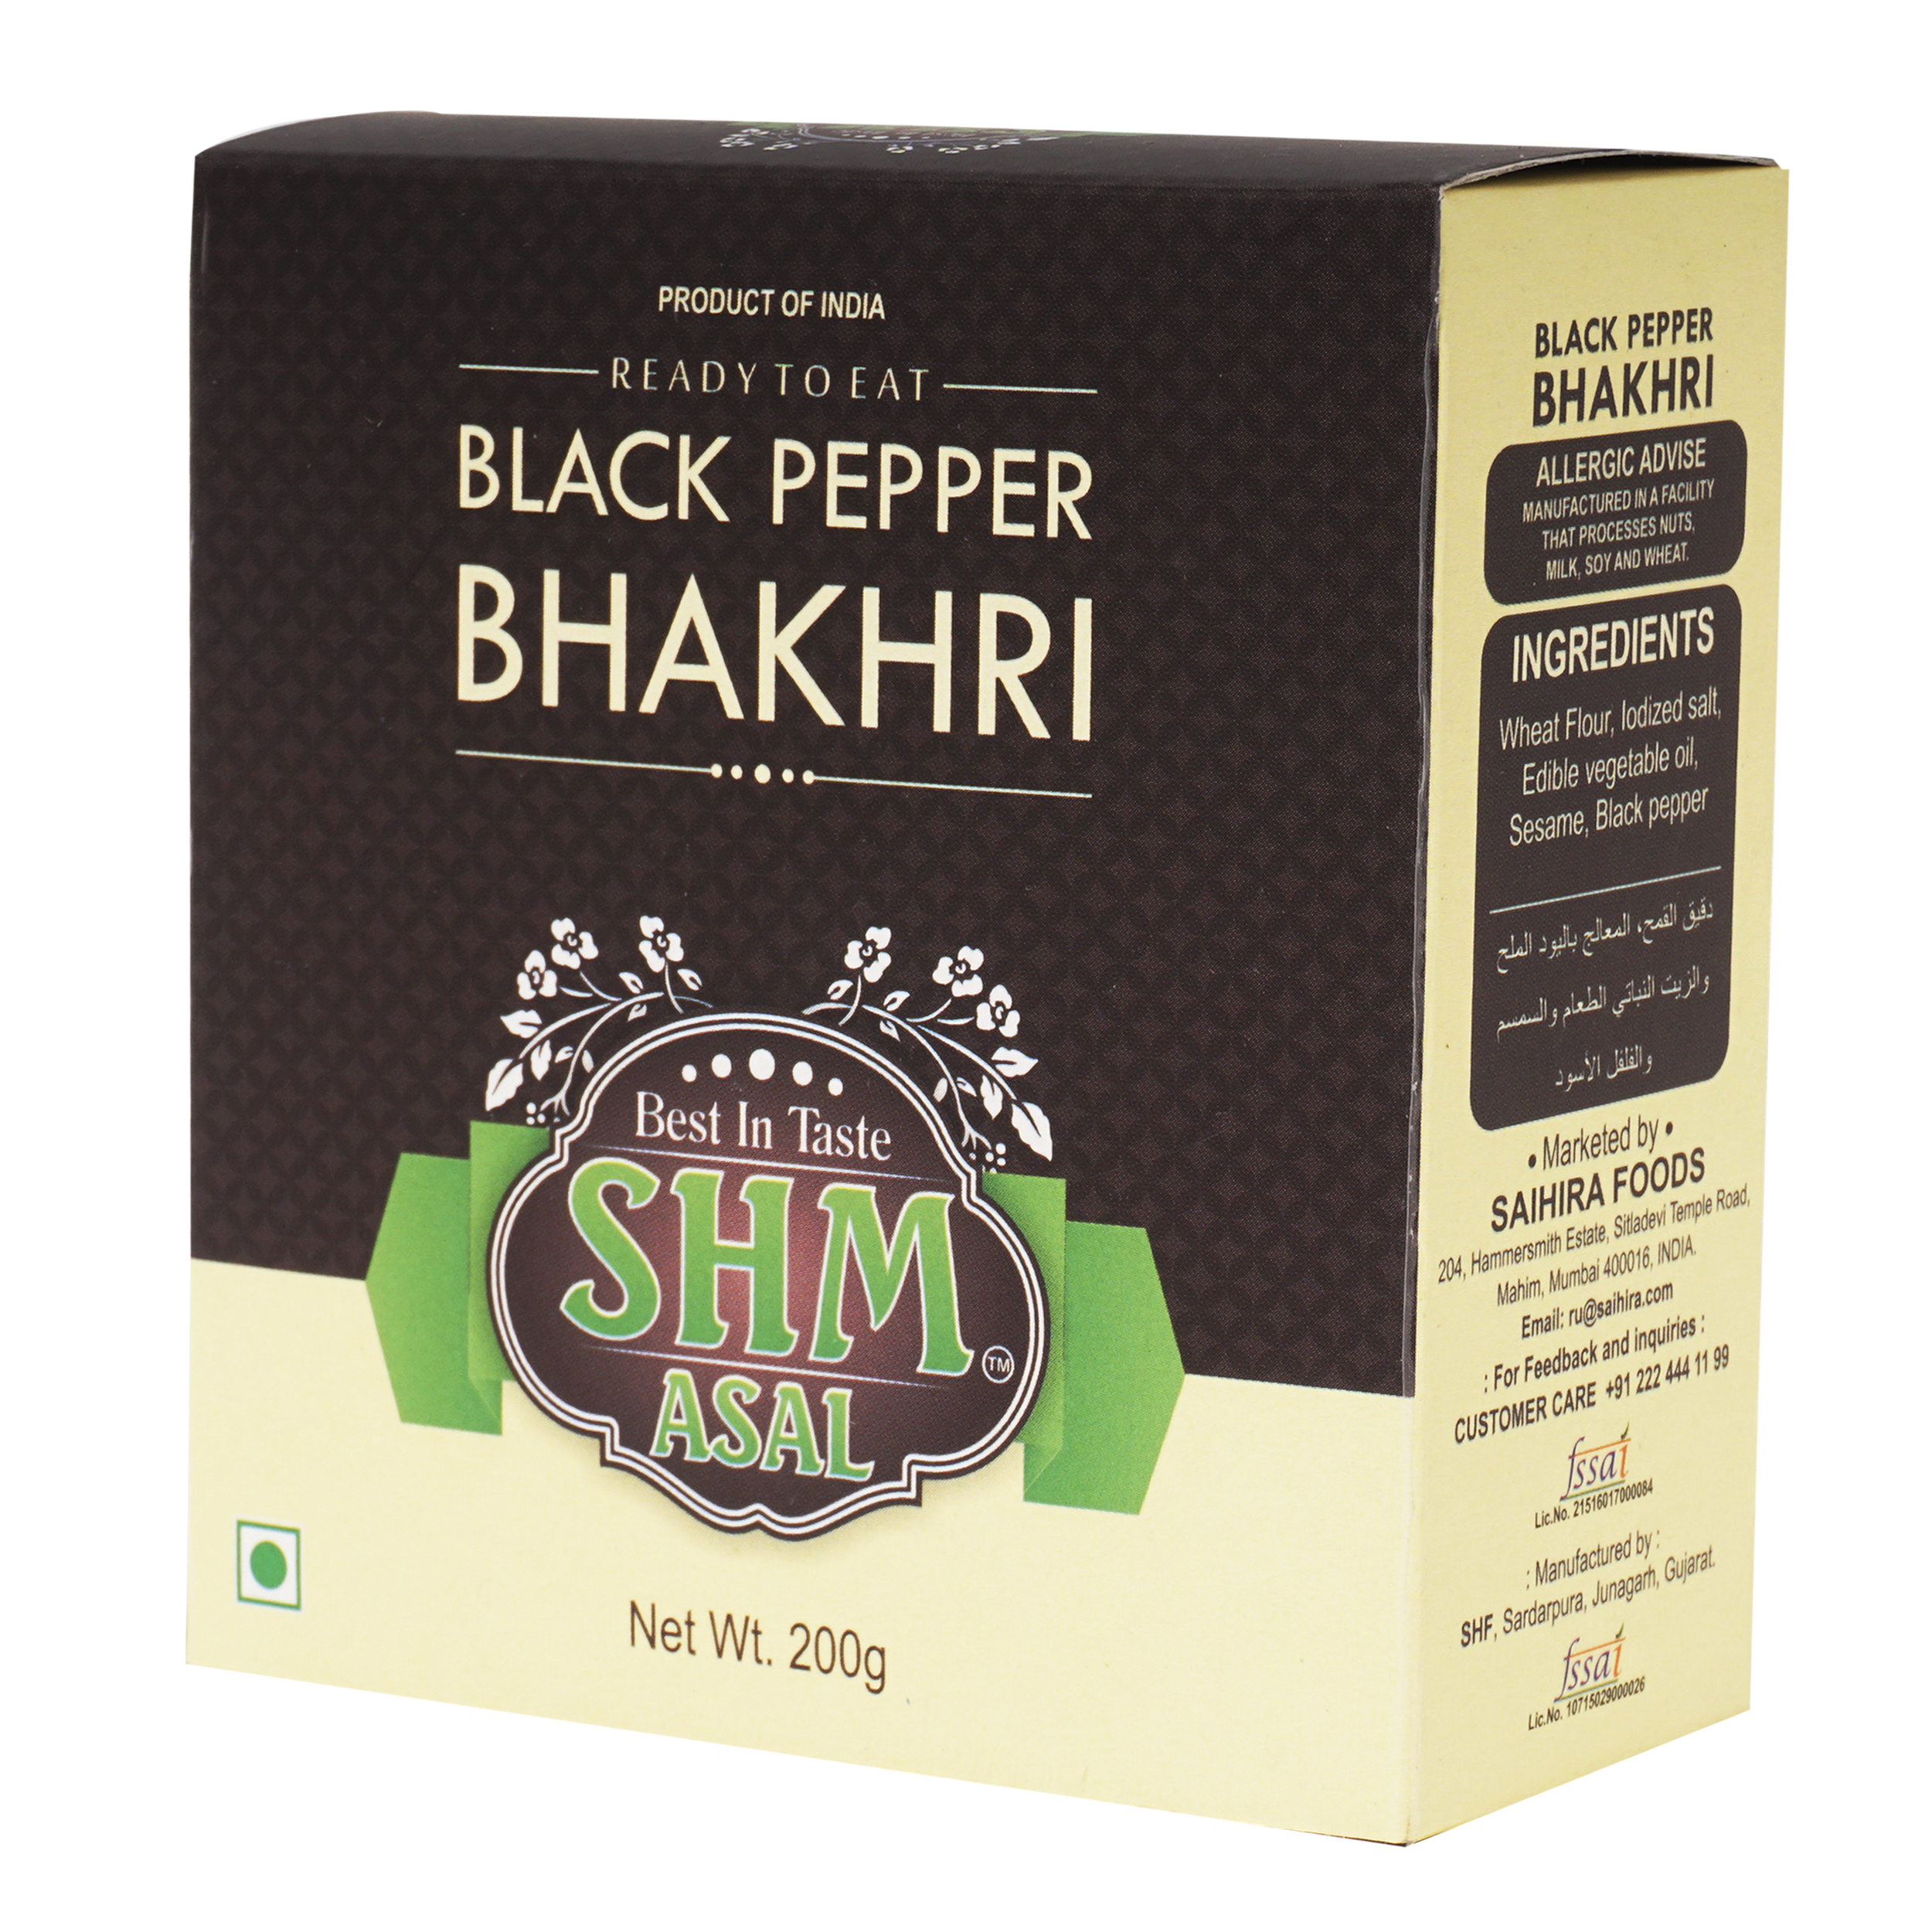 PRODUCT OF INDIA
READY TO EAT
BLACK PEPPER
BHAKHRI
Best In Taste
SHM
TM
ASAL
Net Wt. 200g
BLACK PEPPER
BHAKHRI
ALLERGIC ADVISE
MANUFACTURED IN A FACILITY
THAT PROCESSES NUTS,
MILK, SOY AND WHEAT.
INGREDIENTS
Wheat Flour, Iodized salt,
Edible vegetable oil,
Sesame, Black pepper
دقيق القمح، المعالج باليود الملح
والزيت النباتي الطعام والسمسم
والفلفل الأسود
• Marketed by •
SAIHIRA FOODS
204, Hammersmith Estate, Sitladevi Temple Road,
Mahim, Mumbai 400016, INDIA.
Email: ru@saihira.com
: For Feedback and inquiries :
CUSTOMER CARE +91 222 444 11 99
fssai
Lic.No. 21516017000084
: Manufactured by :
SHF, Sardarpura, Junagarh, Gujarat.
fssai
Lic.No. 10715029000026